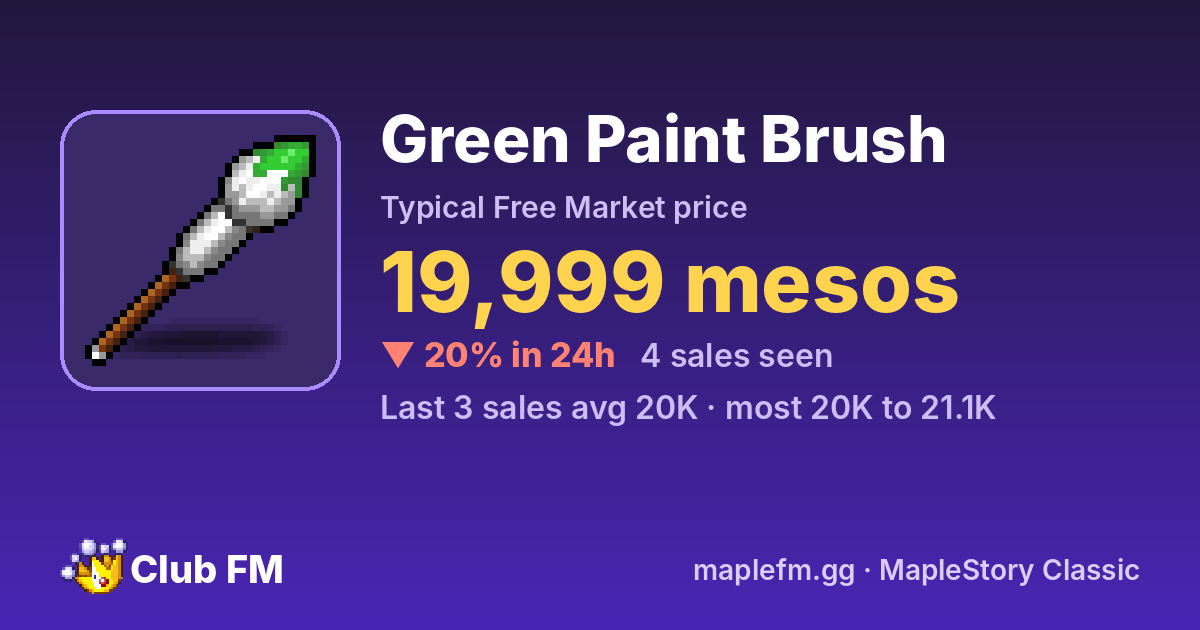 Green Paint Brush
Typical Free Market price
19,999 mesos
▼ 20% in 24h 4 sales seen
Last 3 sales avg 20K · most 20K to 21.1K
Club FM
maplefm.gg · MapleStory Classic